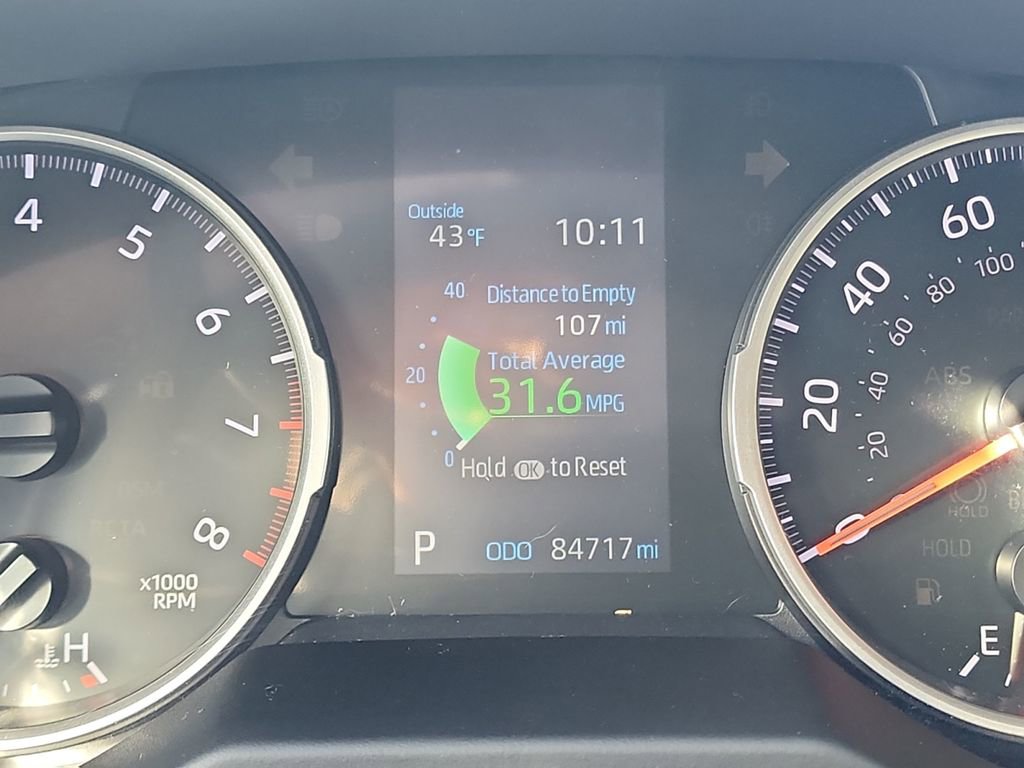 4
5
6
7
8
x1000
RPM
H
Outside
43°F
10:11
40
Distance to Empty
107 mi
20
Total Average
31.6 MPG
0
Hold OK to Reset
P
ODO 84717 mi
60
40
20
0
100
80
60
40
20
ABS
HOLD
HOLD
E